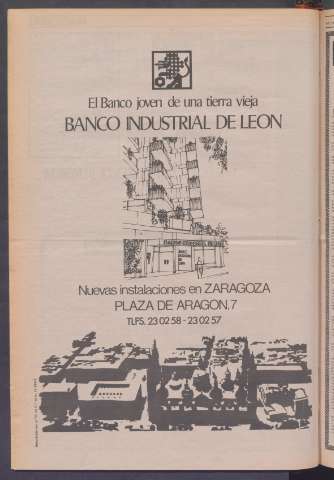 El Banco joven de una tierra vieja
BANCO INDUSTRIAL DE LEON
Nuevas instalaciones en ZARAGOZA
PLAZA DE ARAGON, 7
TLFS. 23 02 58 - 23 02 57